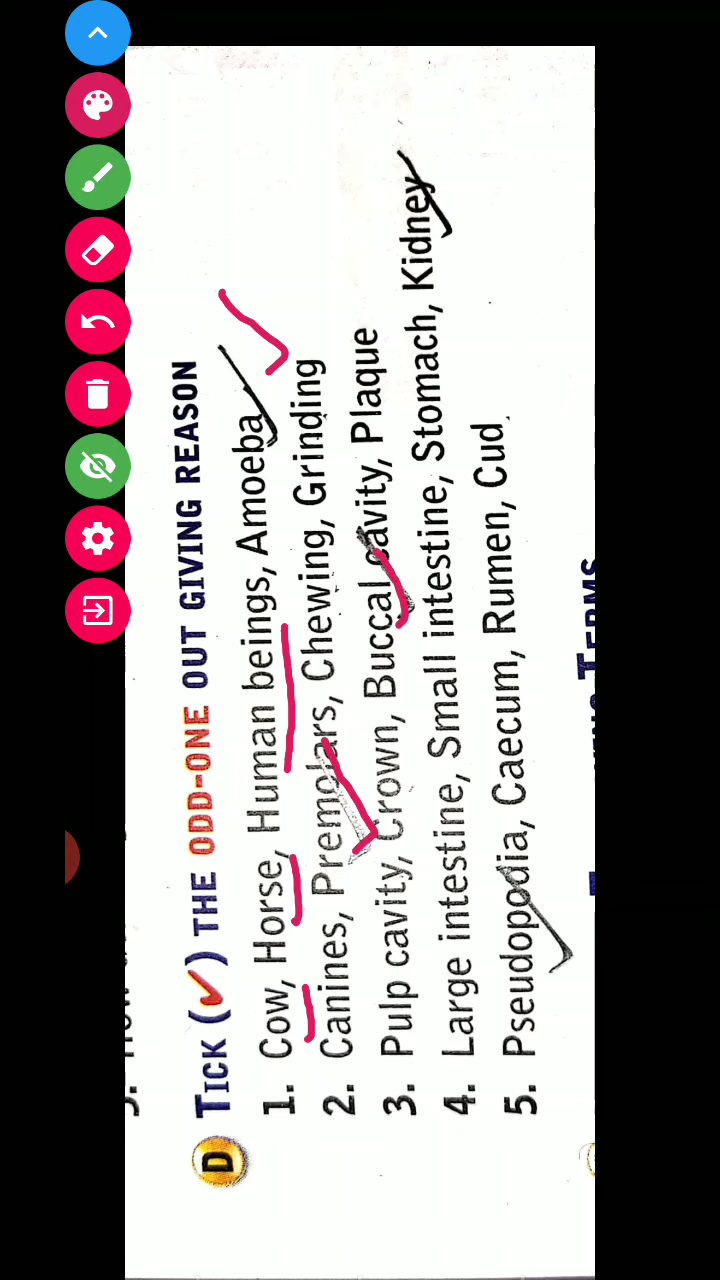 D TICK (✓) THE ODD-ONE OUT GIVING REASON
1. Cow, Horse, Human beings, Amoeba
2. Canines, Premolars, Chewing, Grinding
3. Pulp cavity, Crown, Buccal cavity, Plaque
4. Large intestine, Small intestine, Stomach, Kidney
5. Pseudopodia, Caecum, Rumen, Cud